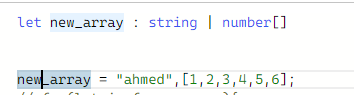 let new_array : string | number[]
new_array = "ahmed",[1,2,3,4,5,6];